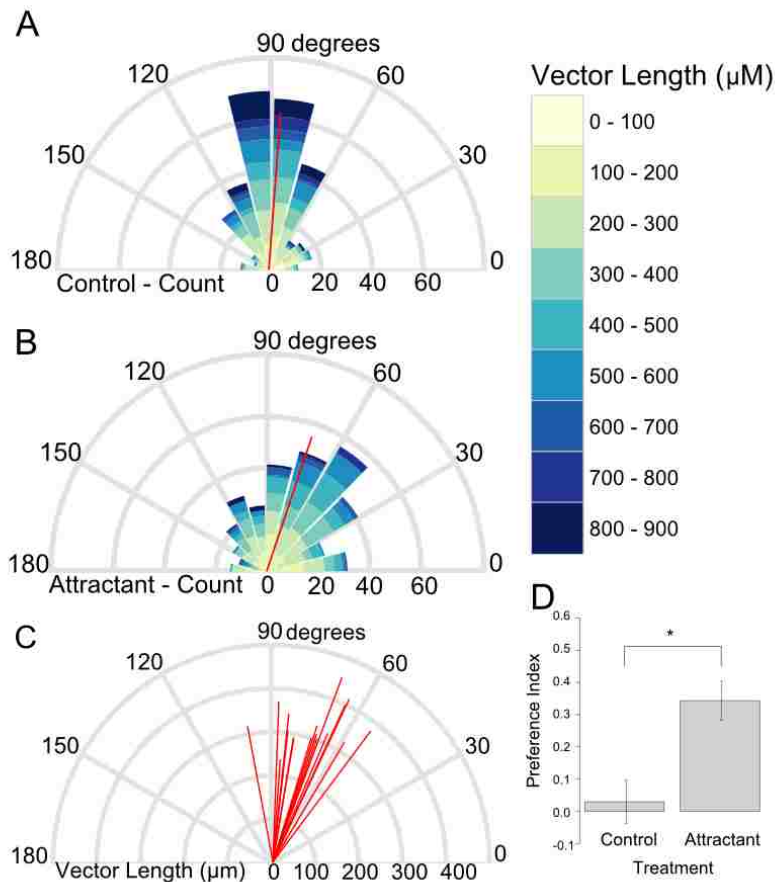 A
90 degrees
120
60
150
30
180
0
Control - Count
0
20
40
60
Vector Length (µM)
0 - 100
100 - 200
200 - 300
300 - 400
400 - 500
500 - 600
600 - 700
700 - 800
800 - 900
B
90 degrees
120
60
150
30
180
0
Attractant - Count
0
20
40
60
C
90 degrees
120
60
150
30
180
0
Vector Length (µm)
0
100
200
300
400
D
0.6
0.5
0.4
0.3
0.2
0.1
0.0
-0.1
Preference Index
*
Control
Attractant
Treatment